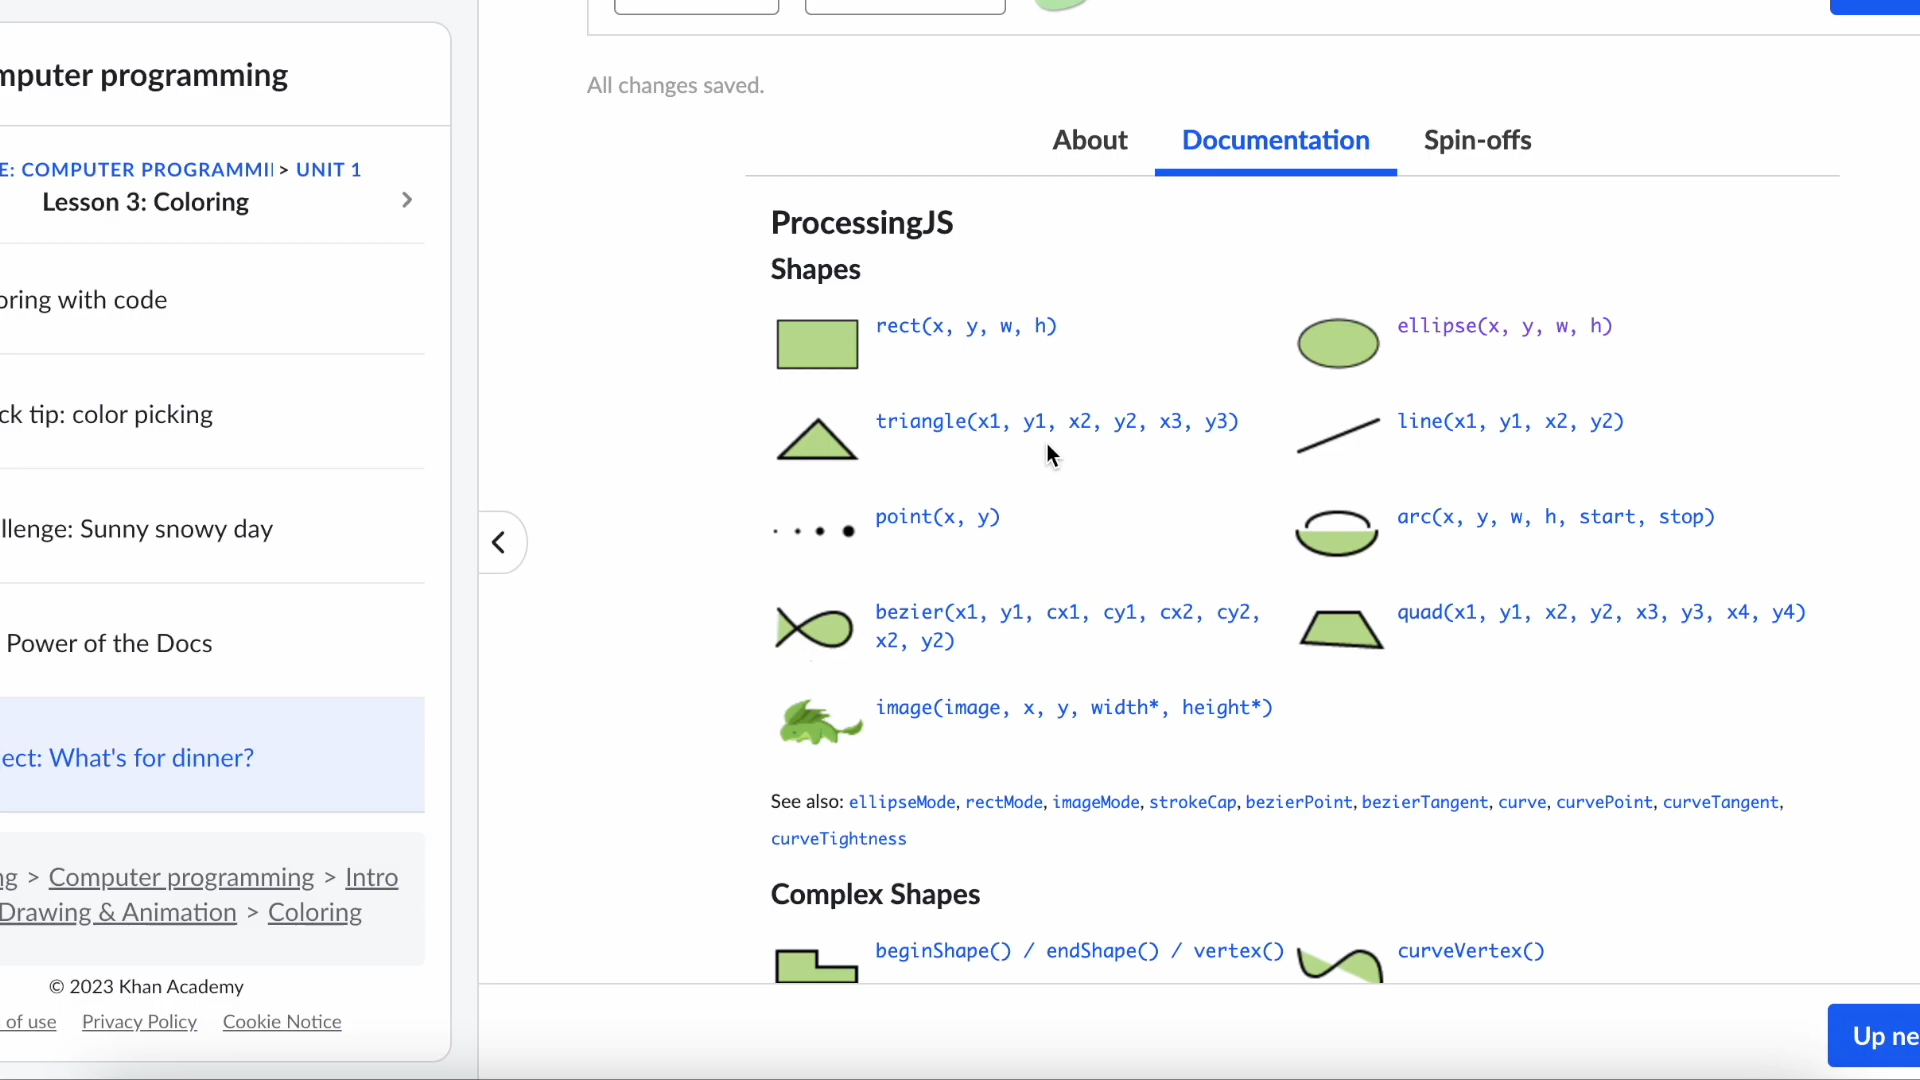 mputer programming
E: COMPUTER PROGRAMMII > UNIT 1
Lesson 3: Coloring
oring with code
ck tip: color picking
llenge: Sunny snowy day
Power of the Docs
ect: What's for dinner?
ng > Computer programming > Intro
Drawing & Animation > Coloring
© 2023 Khan Academy
of use Privacy Policy Cookie Notice
All changes saved.
About Documentation Spin-offs
ProcessingJS
Shapes
rect(x, y, w, h)
ellipse(x, y, w, h)
triangle(x1, y1, x2, y2, x3, y3)
line(x1, y1, x2, y2)
point(x, y)
arc(x, y, w, h, start, stop)
bezier(x1, y1, cx1, cy1, cx2, cy2,
x2, y2)
quad(x1, y1, x2, y2, x3, y3, x4, y4)
image(image, x, y, width*, height*)
See also: ellipseMode, rectMode, imageMode, strokeCap, bezierPoint, bezierTangent, curve, curvePoint, curveTangent,
curveTightness
Complex Shapes
beginShape() / endShape() / vertex()
curveVertex()
Up ne